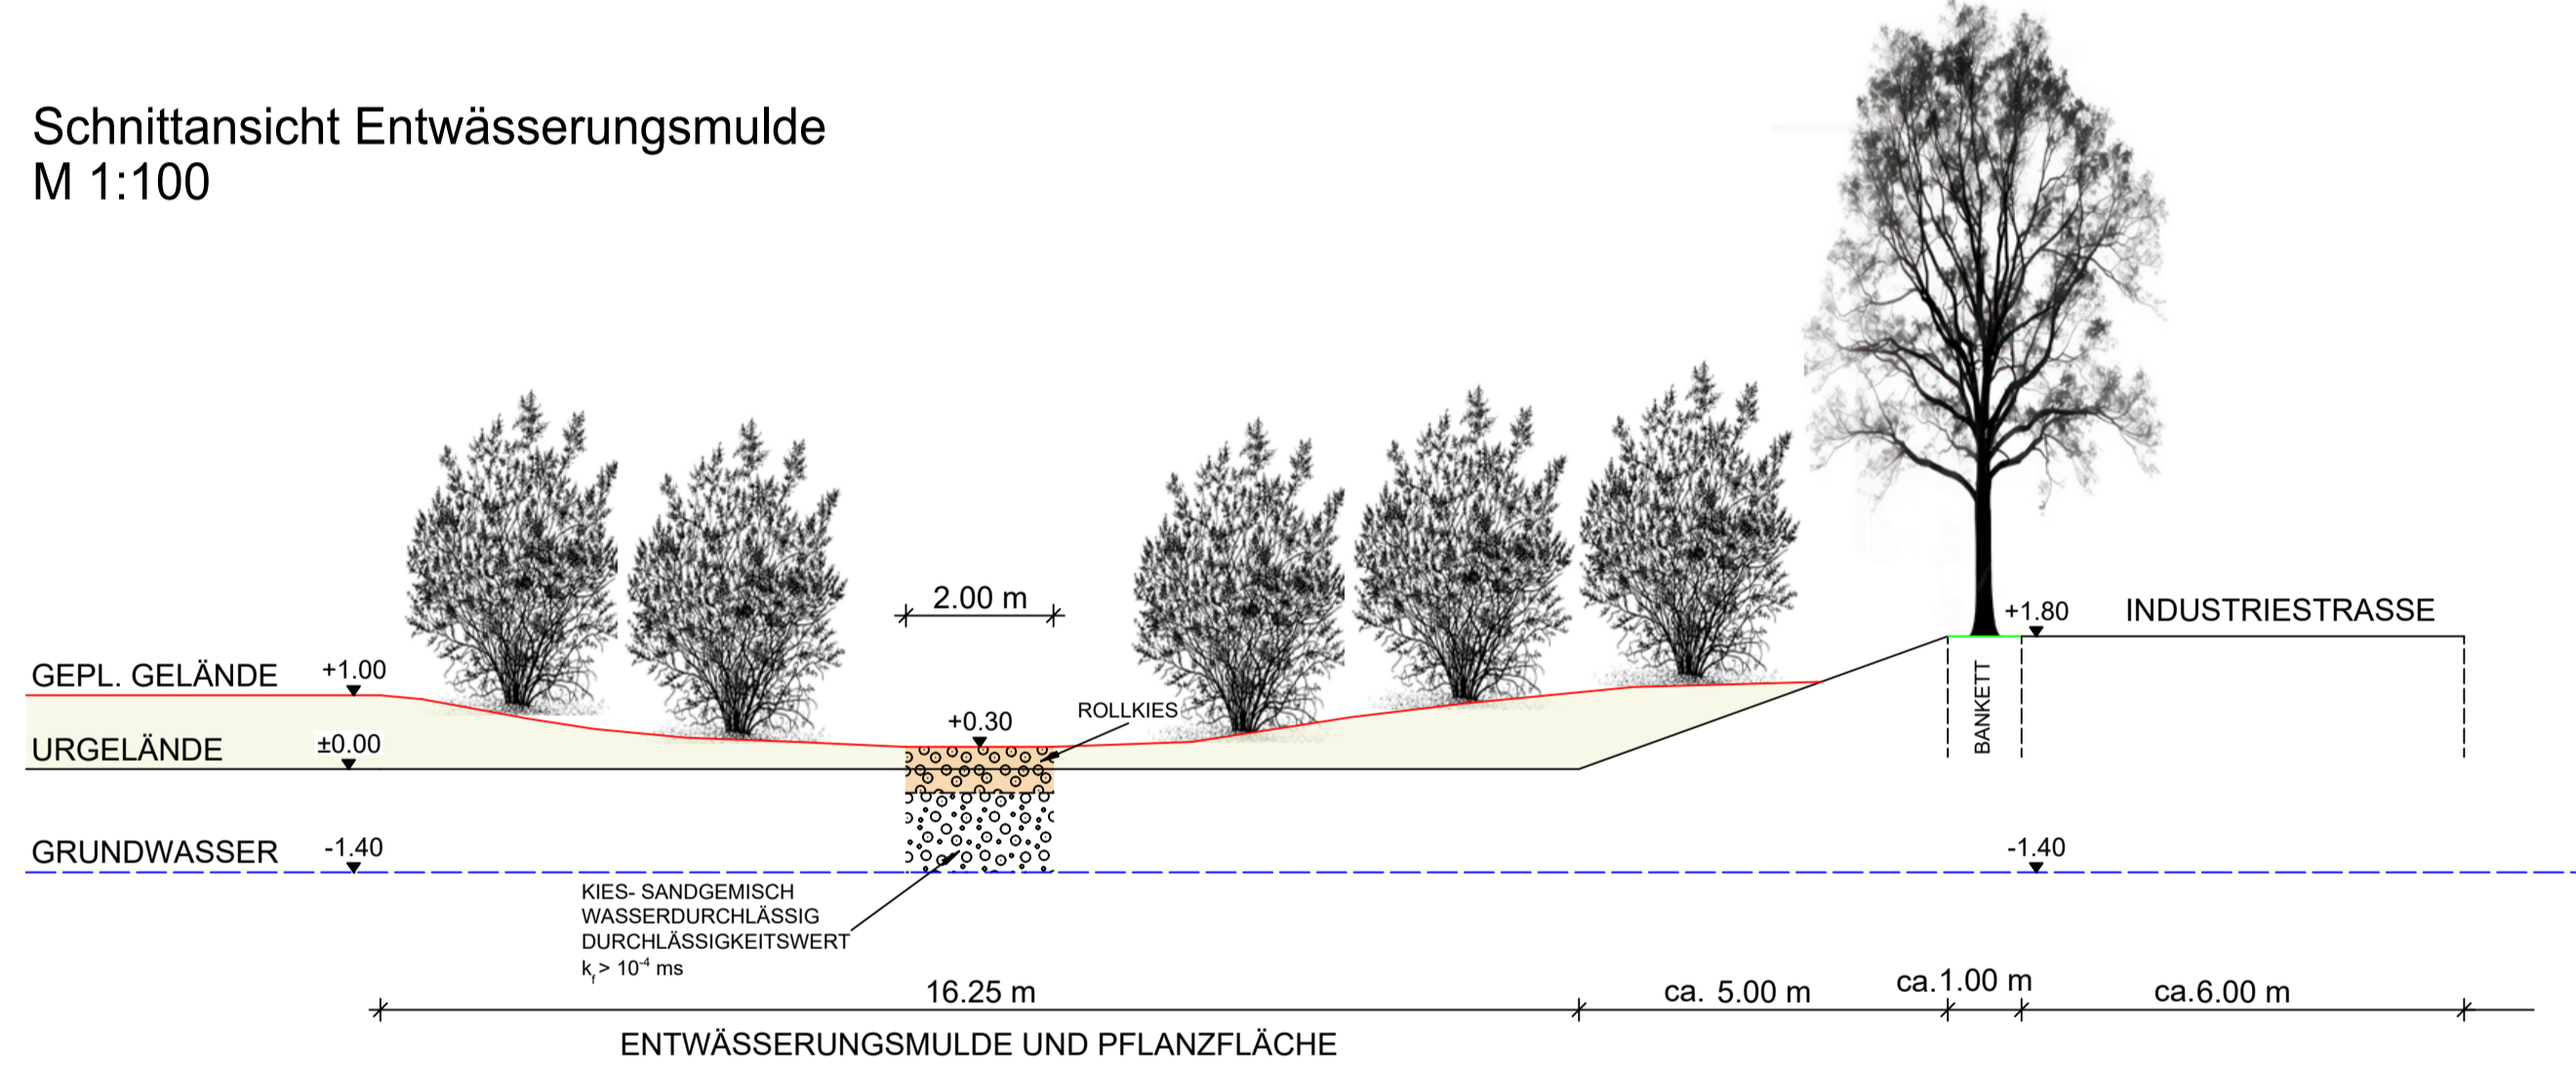 Schnittansicht Entwässerungsmulde
M 1:100
2.00 m
+1.80
INDUSTRIESTRASSE
GEPL. GELÄNDE
+1.00
ROLLKIES
+0.30
BANKETT
URGELÄNDE
±0.00
GRUNDWASSER
-1.40
-1.40
KIES- SANDGEMISCH
WASSERDURCHLÄSSIG
DURCHLÄSSIGKEITSWERT
kf > 10-4 ms
16.25 m
ca. 5.00 m
ca.1.00 m
ca.6.00 m
ENTWÄSSERUNGSMULDE UND PFLANZFLÄCHE